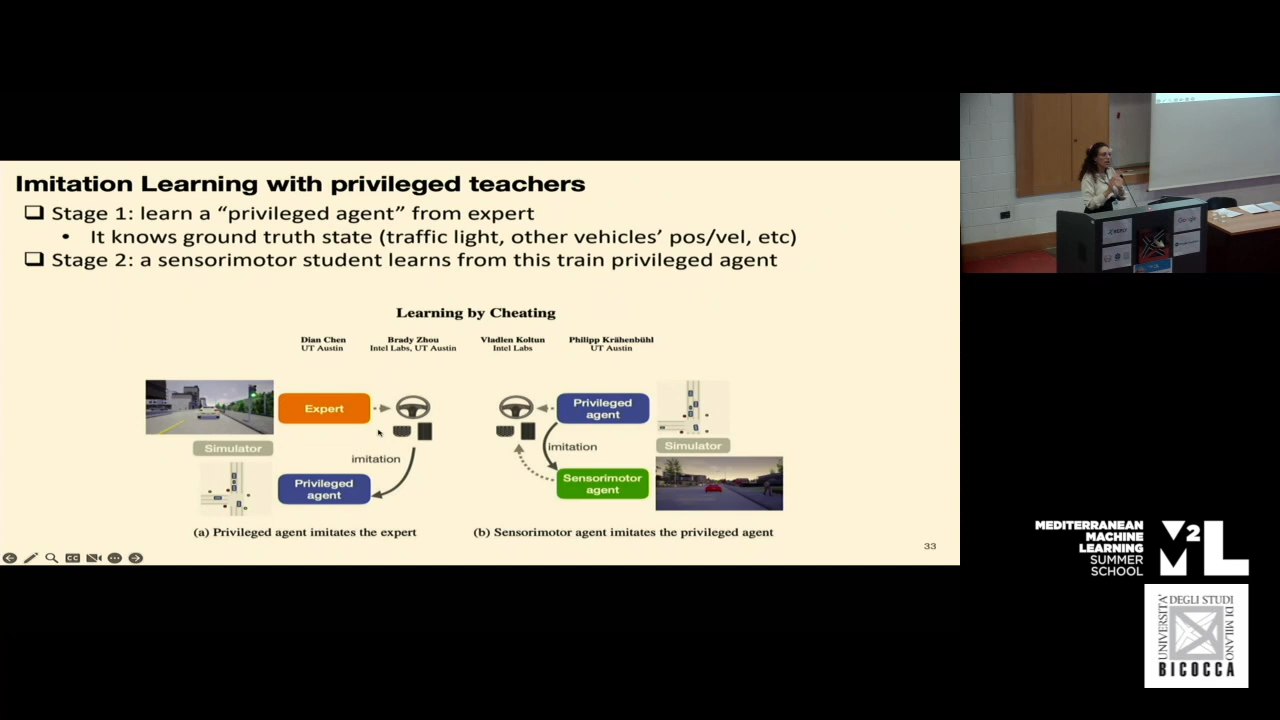 Imitation Learning with privileged teachers
Stage 1: learn a “privileged agent” from expert
• It knows ground truth state (traffic light, other vehicles’ pos/vel, etc)
Stage 2: a sensorimotor student learns from this train privileged agent
Learning by Cheating
Dian Chen
UT Austin
Brady Zhou
Intel Labs, UT Austin
Vladlen Koltun
Intel Labs
Philipp Krähenbühl
UT Austin
Expert
Simulator
imitation
Privileged
agent
(a) Privileged agent imitates the expert
Privileged
agent
imitation
Simulator
Sensorimotor
agent
(b) Sensorimotor agent imitates the privileged agent
33
CC
Google
MEDITERRANEAN
MACHINE
LEARNING
SUMMER
SCHOOL
M2L
UNIVERSITÀ
DEGLI STUDI
DI MILANO
BICOCCA